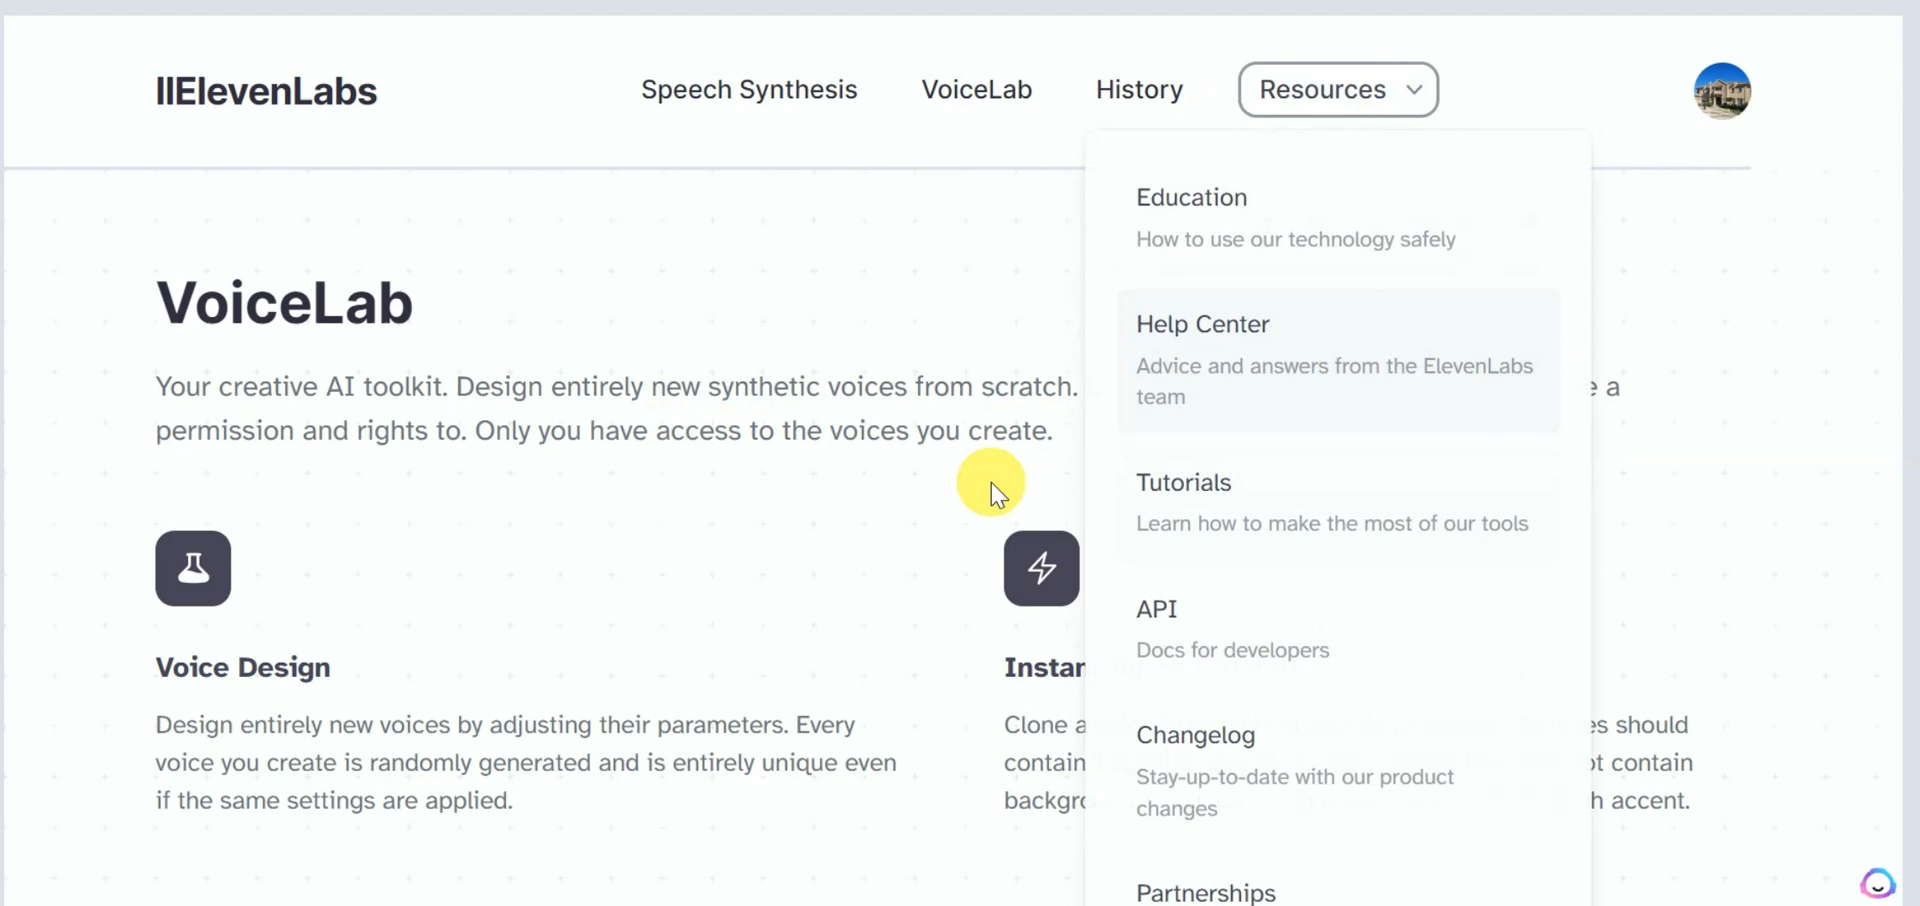 llElevenLabs
Speech Synthesis
VoiceLab
History
Resources
Education
How to use our technology safely
Help Center
Advice and answers from the ElevenLabs
team
Tutorials
Learn how to make the most of our tools
API
Docs for developers
Changelog
Stay-up-to-date with our product
changes
Partnerships
VoiceLab
Your creative AI toolkit. Design entirely new synthetic voices from scratch. a
permission and rights to. Only you have access to the voices you create.
Voice Design
Design entirely new voices by adjusting their parameters. Every
voice you create is randomly generated and is entirely unique even
if the same settings are applied.
Clone should
contain contain
accent.